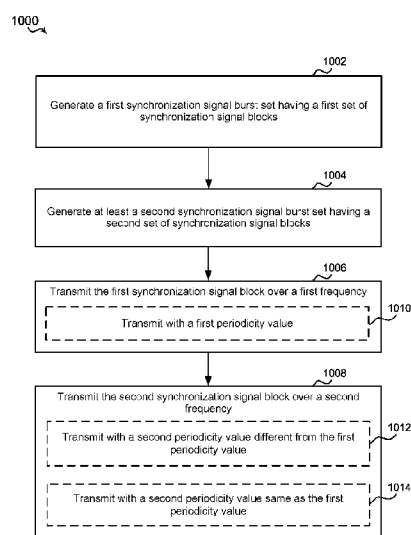 1000
1002
Generate a first synchronization signal burst set having a first set of
synchronization signal blocks
1004
Generate at least a second synchronization signal burst set having a
second set of synchronization signal blocks
1006
Transmit the first synchronization signal block over a first frequency
1010
Transmit with a first periodicity value
1008
Transmit the second synchronization signal block over a second
frequency
1012
Transmit with a second periodicity value different from the first
periodicity value
1014
Transmit with a second periodicity value same as the first
periodicity value